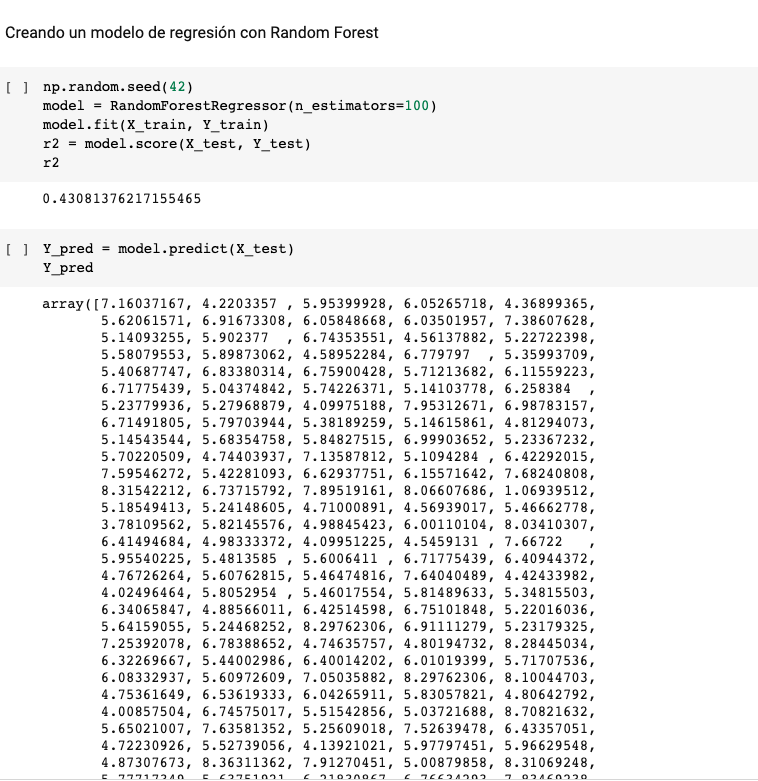 Creando un modelo de regresión con Random Forest
[ ] np.random.seed(42)
model = RandomForestRegressor(n_estimators=100)
model.fit(X_train, Y_train)
r2 = model.score(X_test, Y_test)
r2
0.43081376217155465
[ ] Y_pred = model.predict(X_test)
Y_pred
array([7.16037167, 4.2203357 , 5.95399928, 6.05265718, 4.36899365,
5.62061571, 6.91673308, 6.05848668, 6.03501957, 7.38607628,
5.14093255, 5.902377  , 6.74353551, 4.56137882, 5.22722398,
5.58079553, 5.89873062, 4.58952284, 6.779797  , 5.35993709,
5.40687747, 6.83380314, 6.75900428, 5.71213682, 6.11559223,
6.71775439, 5.04374842, 5.74226371, 5.14103778, 6.258384  ,
5.23779936, 5.27968879, 4.09975188, 7.95312671, 6.98783157,
6.71491805, 5.79703944, 5.38189259, 5.14615861, 4.81294073,
5.14543544, 5.68354758, 5.84827515, 6.99903652, 5.23367232,
5.70220509, 4.74403937, 7.13587812, 5.1094284 , 6.42292015,
7.59546272, 5.42281093, 6.62937751, 6.15571642, 7.68240808,
8.31542212, 6.73715792, 7.89519161, 8.06607686, 1.06939512,
5.18549413, 5.24148605, 4.71000891, 4.56939017, 5.46662778,
3.78109562, 5.82145576, 4.98845423, 6.00110104, 8.03410307,
6.41494684, 4.98333372, 4.09951225, 4.5459131 , 7.66722   ,
5.95540225, 5.4813585 , 5.6006411 , 6.71775439, 6.40944372,
4.76726264, 5.60762815, 5.46474816, 7.64040489, 4.42433982,
4.02496464, 5.8052954 , 5.46017554, 5.81489633, 5.34815503,
6.34065847, 4.88566011, 6.42514598, 6.75101848, 5.22016036,
5.64159055, 5.24468252, 8.29762306, 6.91111279, 5.23179325,
7.25392078, 6.78388652, 4.74635757, 4.80194732, 8.28445034,
6.32269667, 5.44002986, 6.40014202, 6.01019399, 5.71707536,
6.08332937, 5.60972609, 7.05035882, 8.29762306, 8.10044703,
4.75361649, 6.53619333, 6.04265911, 5.83057821, 4.80642792,
4.00857504, 6.74575017, 5.51542856, 5.03721688, 8.70821632,
5.65021007, 7.63581352, 5.25609018, 7.52639478, 6.43357051,
4.72230926, 5.52739056, 4.13921021, 5.97797451, 5.96629548,
4.87307673, 8.36311362, 7.91270451, 5.00879858, 8.31069248,